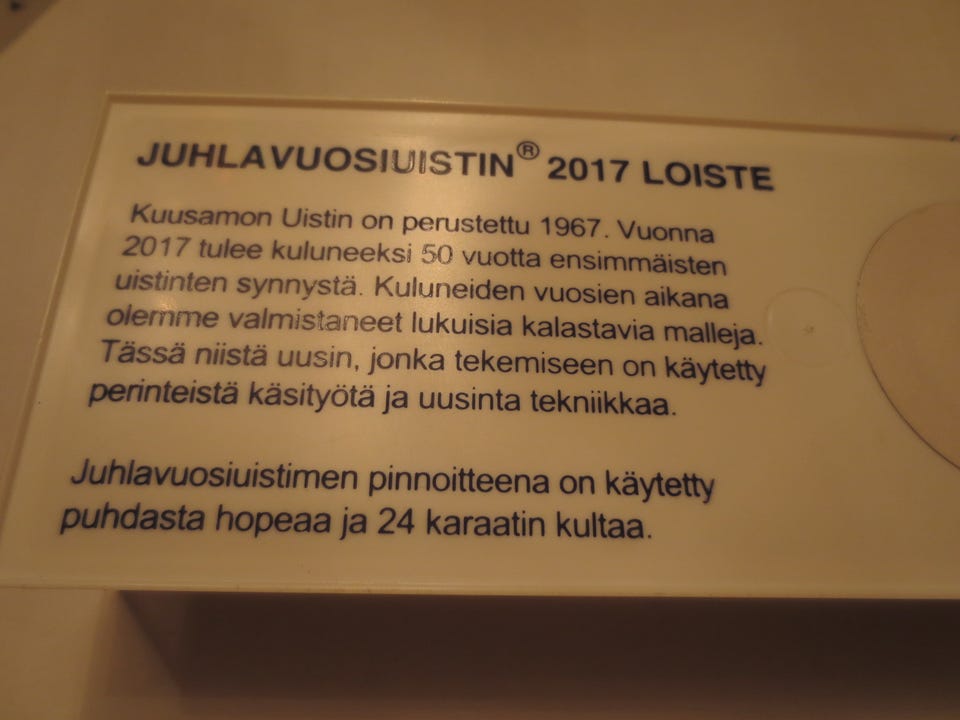 JUHLAVUOSIUISTIN® 2017 LOISTE
Kuusamon Uistin on perustettu 1967. Vuonna
2017 tulee kuluneeksi 50 vuotta ensimmäisten
uistinten synnystä. Kuluneiden vuosien aikana
olemme valmistaneet lukuisia kalastavia malleja.
Tässä niistä uusin, jonka tekemiseen on käytetty
perinteistä käsityötä ja uusinta tekniikkaa.
Juhlavuosiuistimen pinnoitteena on käytetty
puhdasta hopeaa ja 24 karaatin kultaa.